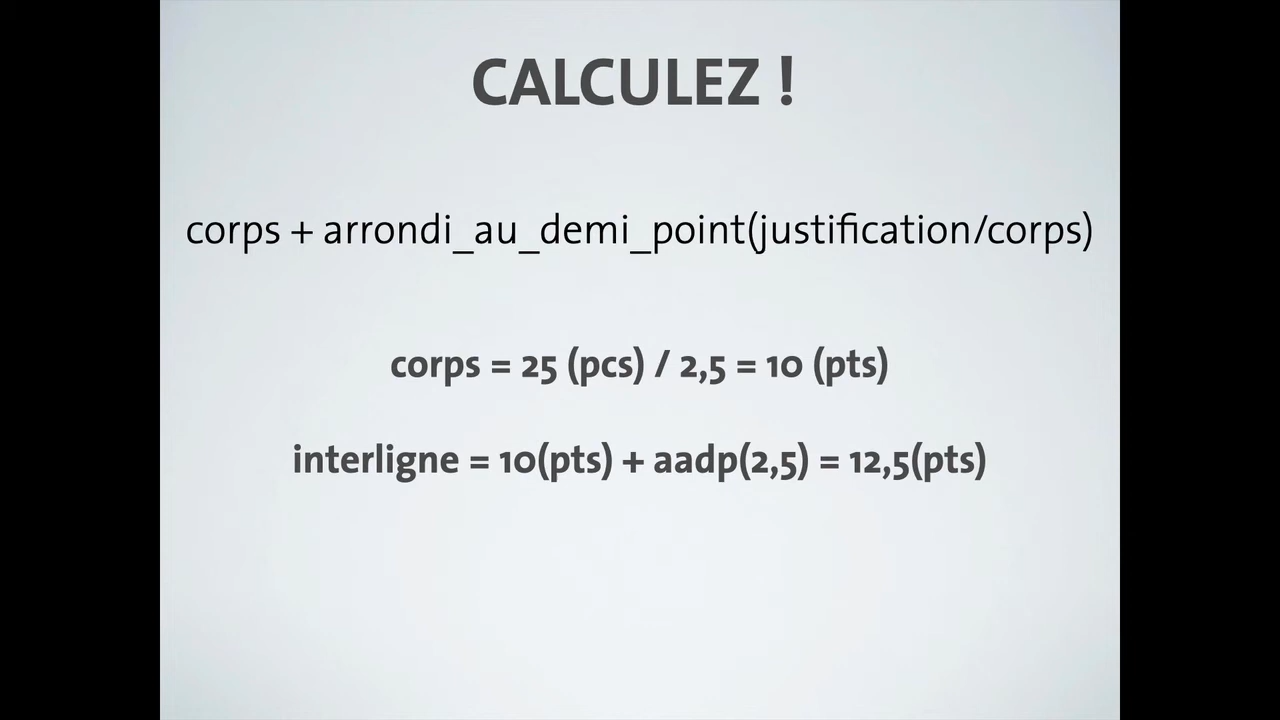 CALCULEZ !
corps + arrondi_au_demi_point(justification/corps)
corps = 25 (pcs) / 2,5 = 10 (pts)
interligne = 10(pts) + aadp(2,5) = 12,5(pts)